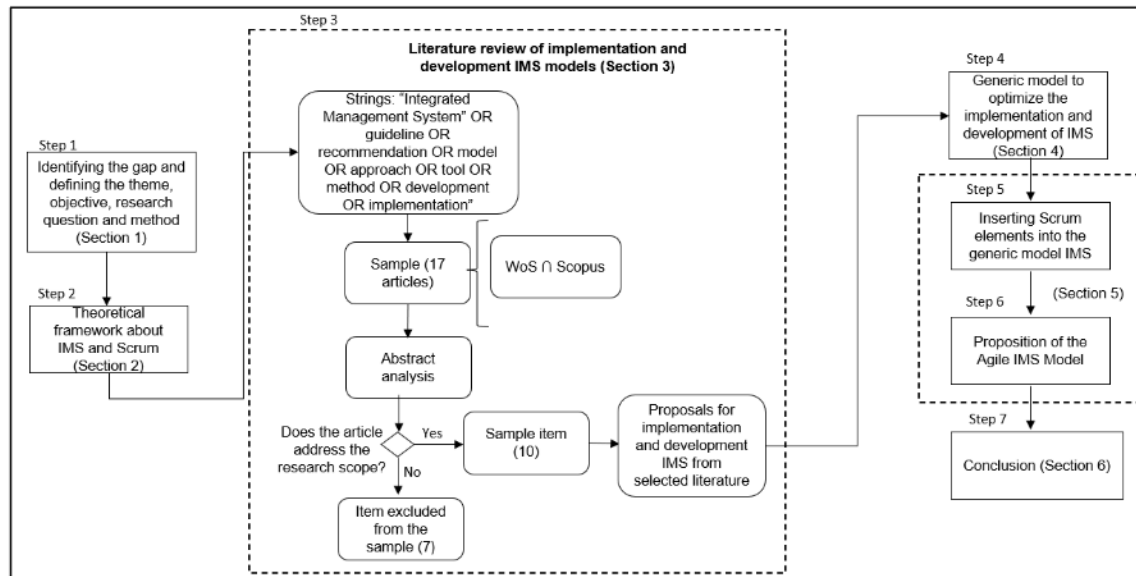 Step 3
Literature review of implementation and
development IMS models (Section 3)
Strings: “Integrated
Management System” OR
guideline OR
recommendation OR model
OR approach OR tool OR
method OR development
OR implementation”
Sample (17
articles)
WoS ∩ Scopus
Abstract
analysis
Does the article
address the
research scope?
Yes
No
Sample item
(10)
Item excluded
from the
sample (7)
Proposals for
implementation
and development
IMS from
selected literature
Step 1
Identifying the gap and
defining the theme,
objective, research
question and method
(Section 1)
Step 2
Theoretical
framework about
IMS and Scrum
(Section 2)
Step 4
Generic model to
optimize the
implementation and
development of IMS
(Section 4)
Step 5
Inserting Scrum
elements into the
generic model IMS
(Section 5)
Step 6
Proposition of the
Agile IMS Model
Step 7
Conclusion (Section 6)